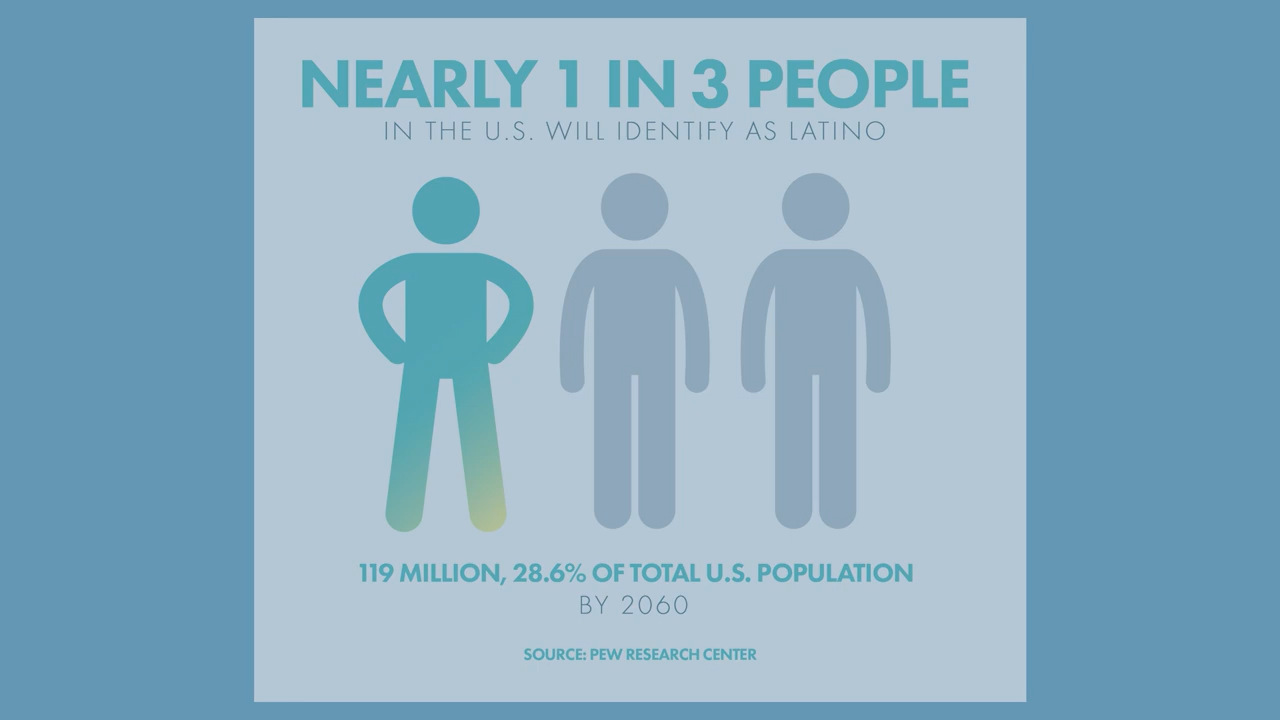 NEARLY 1 IN 3 PEOPLE
IN THE U.S. WILL IDENTIFY AS LATINO
119 MILLION, 28.6% OF TOTAL U.S. POPULATION
BY 2060
SOURCE: PEW RESEARCH CENTER